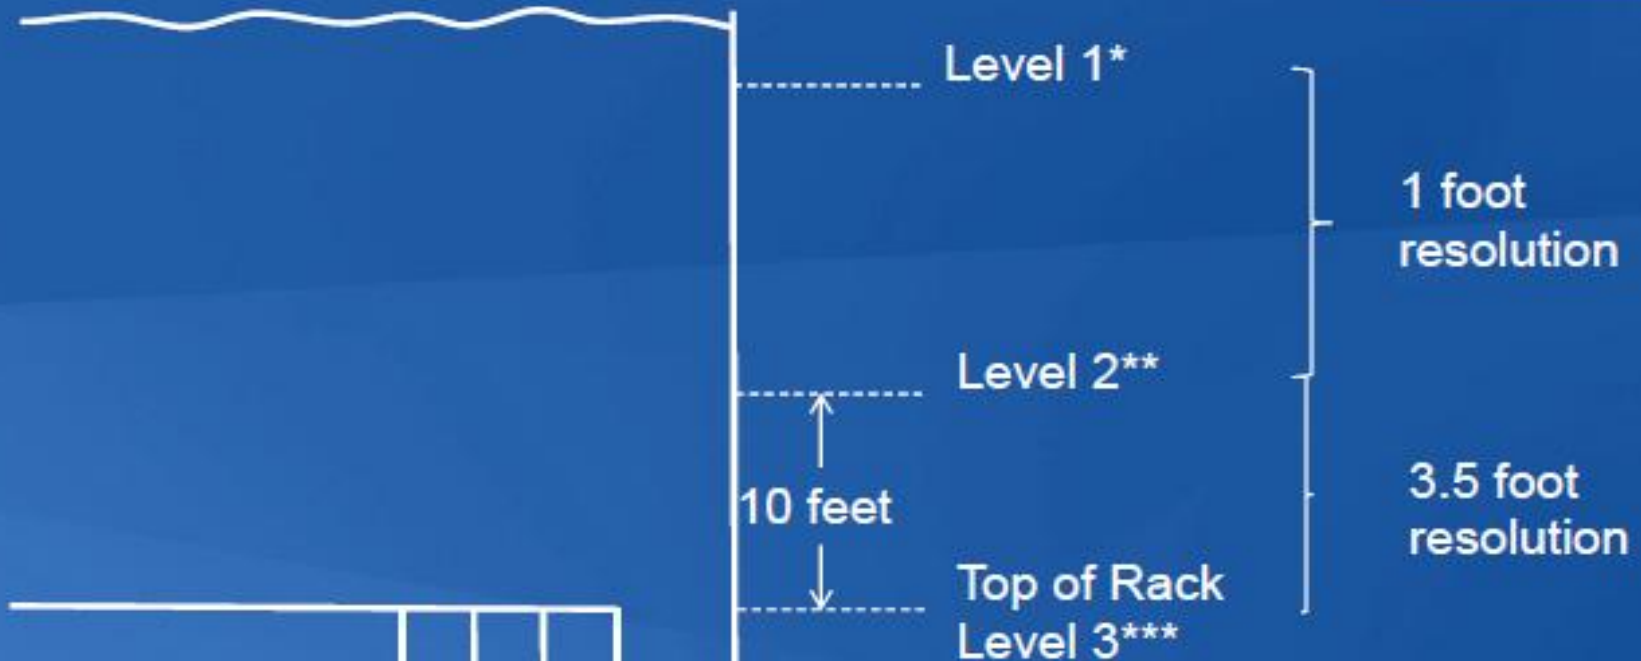 Level 1*
1 foot
resolution
Level 2**
10 feet
3.5 foot
resolution
Top of Rack
Level 3***